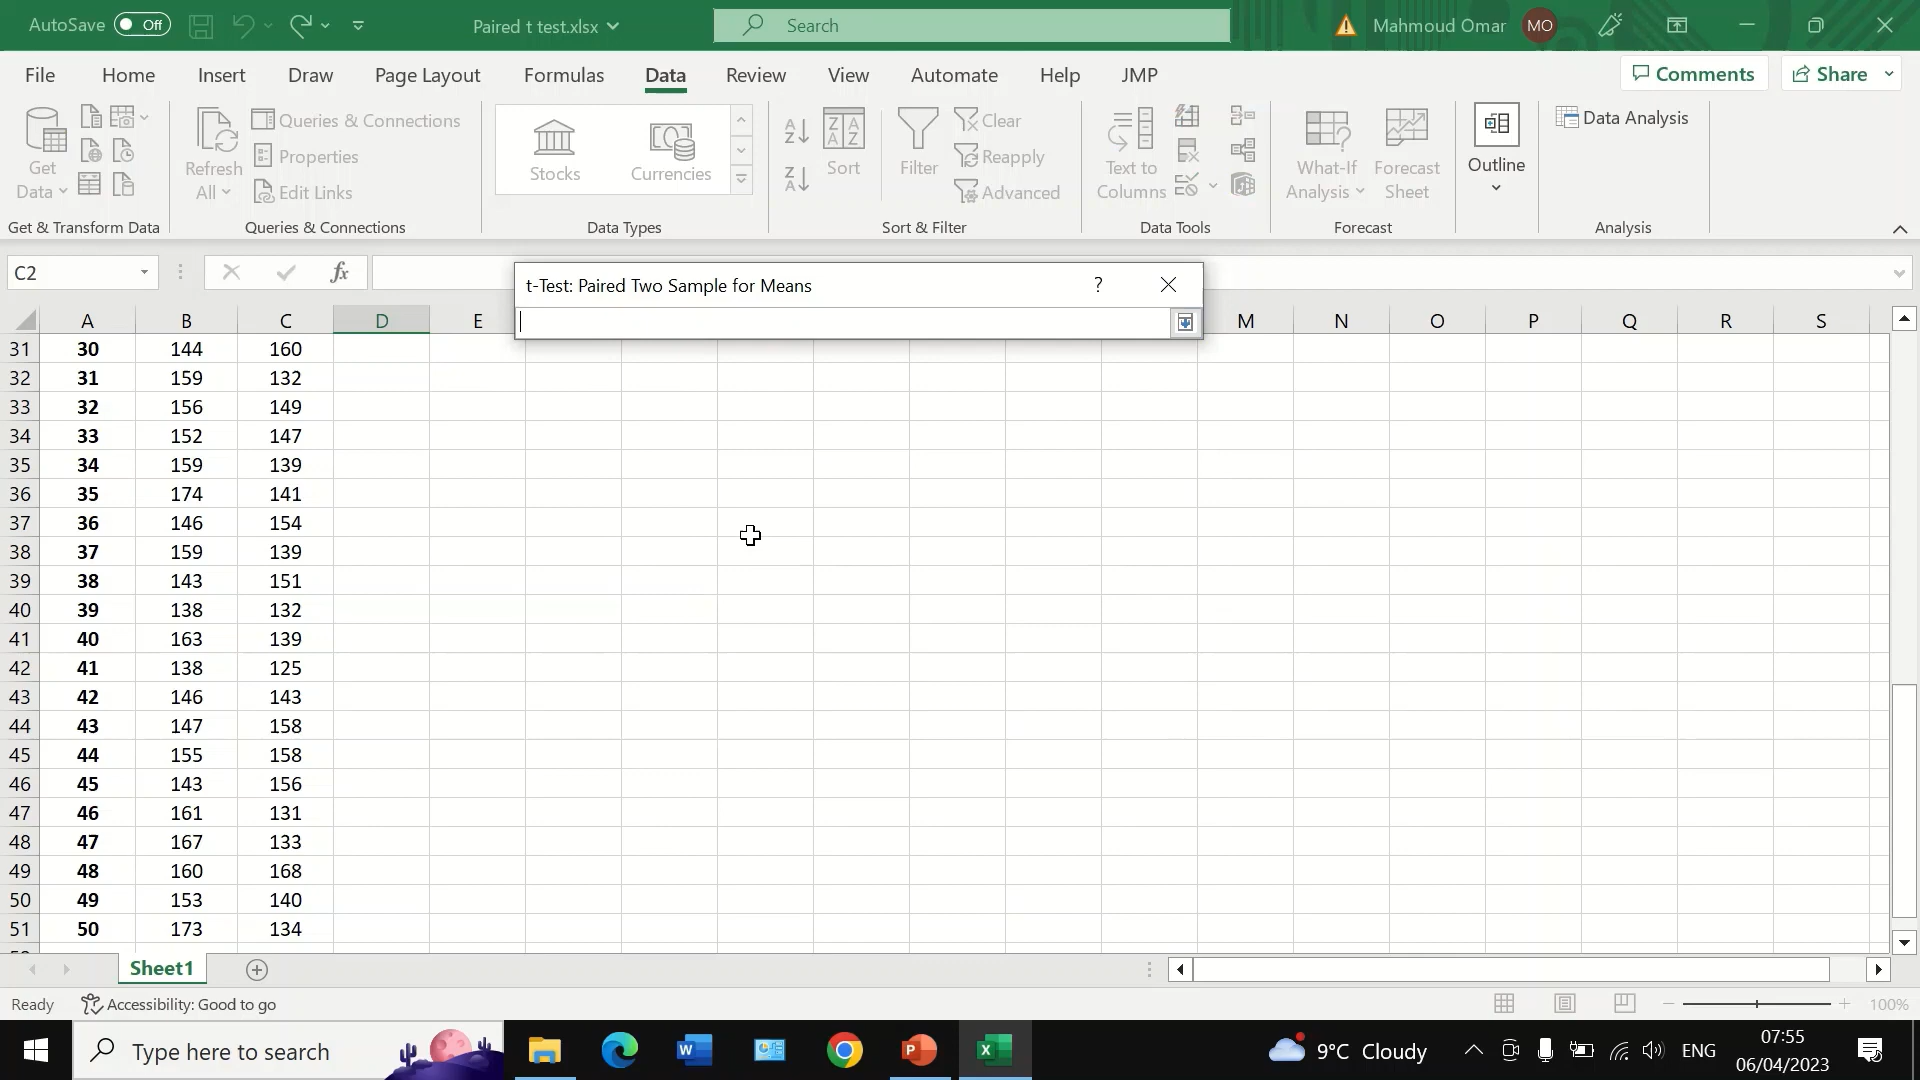 AutoSave Off Paired t test.xlsx Search Mahmoud Omar MO
File Home Insert Draw Page Layout Formulas Data Review View Automate Help JMP Comments Share
Get Data Refresh All Queries & Connections Properties Edit Links Stocks Currencies Sort Filter Clear Reapply Advanced Text to Columns What-If Analysis Forecast Sheet Outline Data Analysis
Get & Transform Data Queries & Connections Data Types Sort & Filter Data Tools Forecast Analysis
C2 fx
t-Test: Paired Two Sample for Means ?
A B C D E M N O P Q R S
31 30 144 160
32 31 159 132
33 32 156 149
34 33 152 147
35 34 159 139
36 35 174 141
37 36 146 154
38 37 159 139
39 38 143 151
40 39 138 132
41 40 163 139
42 41 138 125
43 42 146 143
44 43 147 158
45 44 155 158
46 45 143 156
47 46 161 131
48 47 167 133
49 48 160 168
50 49 153 140
51 50 173 134
Sheet1
Ready Accessibility: Good to go 100%
Type here to search 9°C Cloudy ENG 07:55
06/04/2023